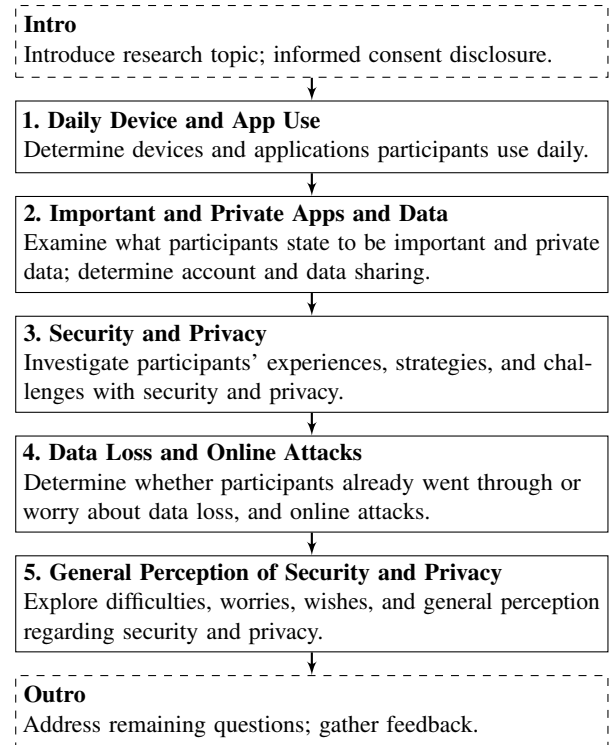 Intro
Introduce research topic; informed consent disclosure.
1. Daily Device and App Use
Determine devices and applications participants use daily.
2. Important and Private Apps and Data
Examine what participants state to be important and private
data; determine account and data sharing.
3. Security and Privacy
Investigate participants’ experiences, strategies, and chal-
lenges with security and privacy.
4. Data Loss and Online Attacks
Determine whether participants already went through or
worry about data loss, and online attacks.
5. General Perception of Security and Privacy
Explore difficulties, worries, wishes, and general perception
regarding security and privacy.
Outro
Address remaining questions; gather feedback.